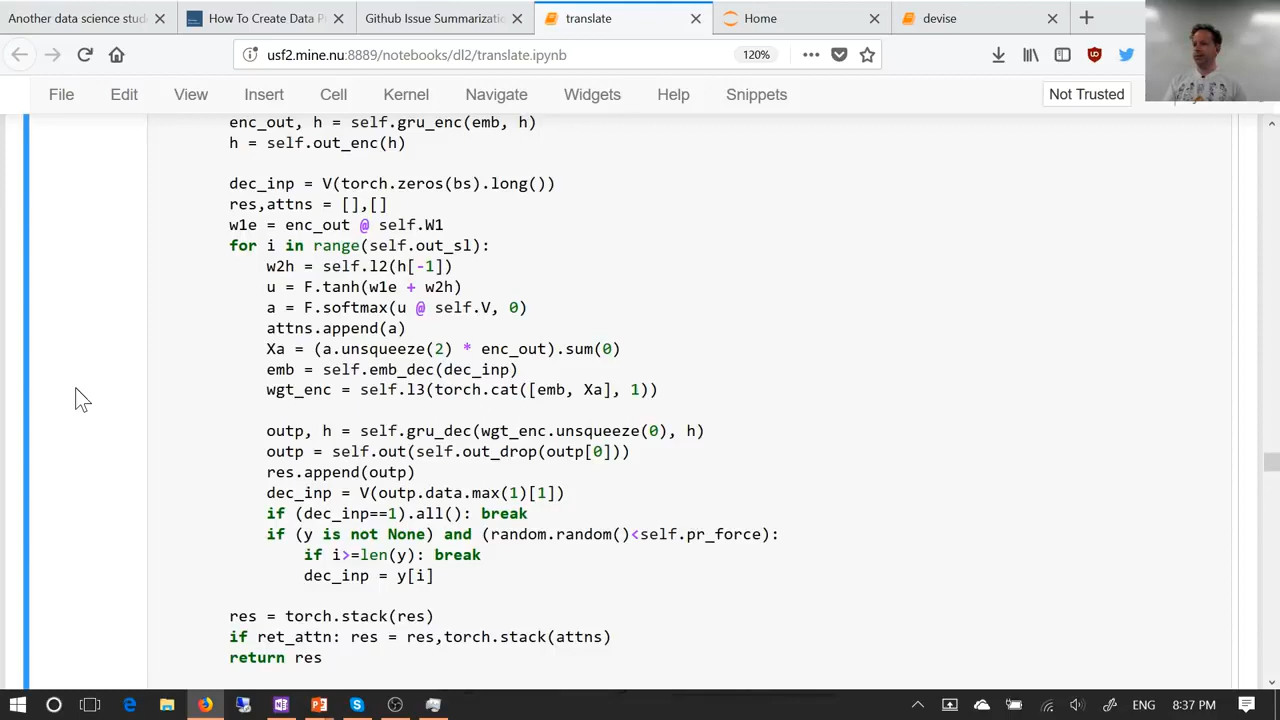 Another data science stud
How To Create Data P
Github Issue Summarizatio
translate
Home
devise
usf2.mine.nu:8889/notebooks/dl2/translate.ipynb
120%
File Edit View Insert Cell Kernel Navigate Widgets Help Snippets
Not Trusted
enc_out, h = self.gru_enc(emb, h)
h = self.out_enc(h)
dec_inp = V(torch.zeros(bs).long())
res,attns = [],[]
w1e = enc_out @ self.W1
for i in range(self.out_sl):
w2h = self.l2(h[-1])
u = F.tanh(w1e + w2h)
a = F.softmax(u @ self.V, 0)
attns.append(a)
Xa = (a.unsqueeze(2) * enc_out).sum(0)
emb = self.emb_dec(dec_inp)
wgt_enc = self.l3(torch.cat([emb, Xa], 1))
outp, h = self.gru_dec(wgt_enc.unsqueeze(0), h)
outp = self.out(self.out_drop(outp[0]))
res.append(outp)
dec_inp = V(outp.data.max(1)[1])
if (dec_inp==1).all(): break
if (y is not None) and (random.random()<self.pr_force):
if i>=len(y): break
dec_inp = y[i]
res = torch.stack(res)
if ret_attn: res = res,torch.stack(attns)
return res
ENG
8:37 PM